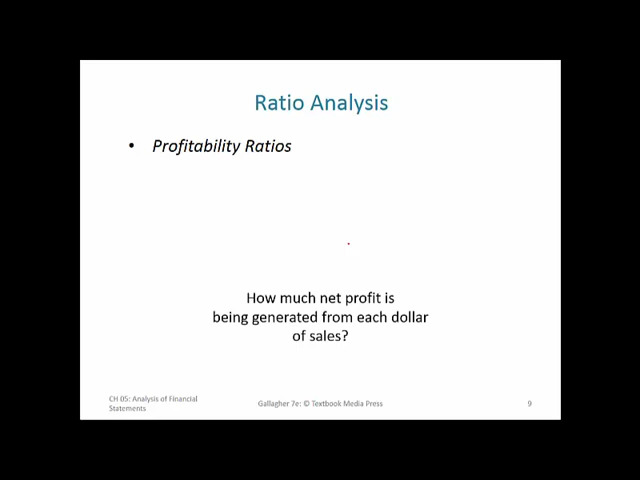 Ratio Analysis
• Profitability Ratios
How much net profit is
being generated from each dollar
of sales?
CH 05: Analysis of Financial
Statements
Gallagher 7e: © Textbook Media Press
9